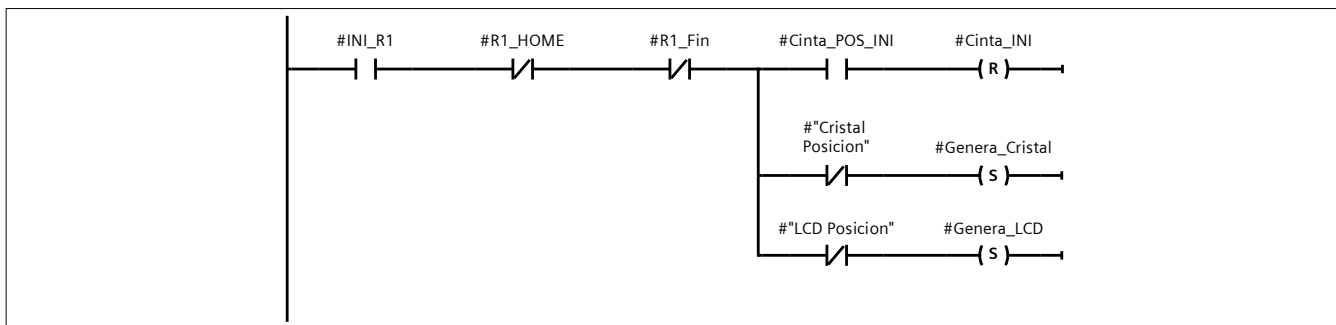 #INI_R1 #R1_HOME #R1_Fin #Cinta_POS_INI #Cinta_INI
R
#"Cristal
Posicion" #Genera_Cristal
S
#"LCD Posicion" #Genera_LCD
S